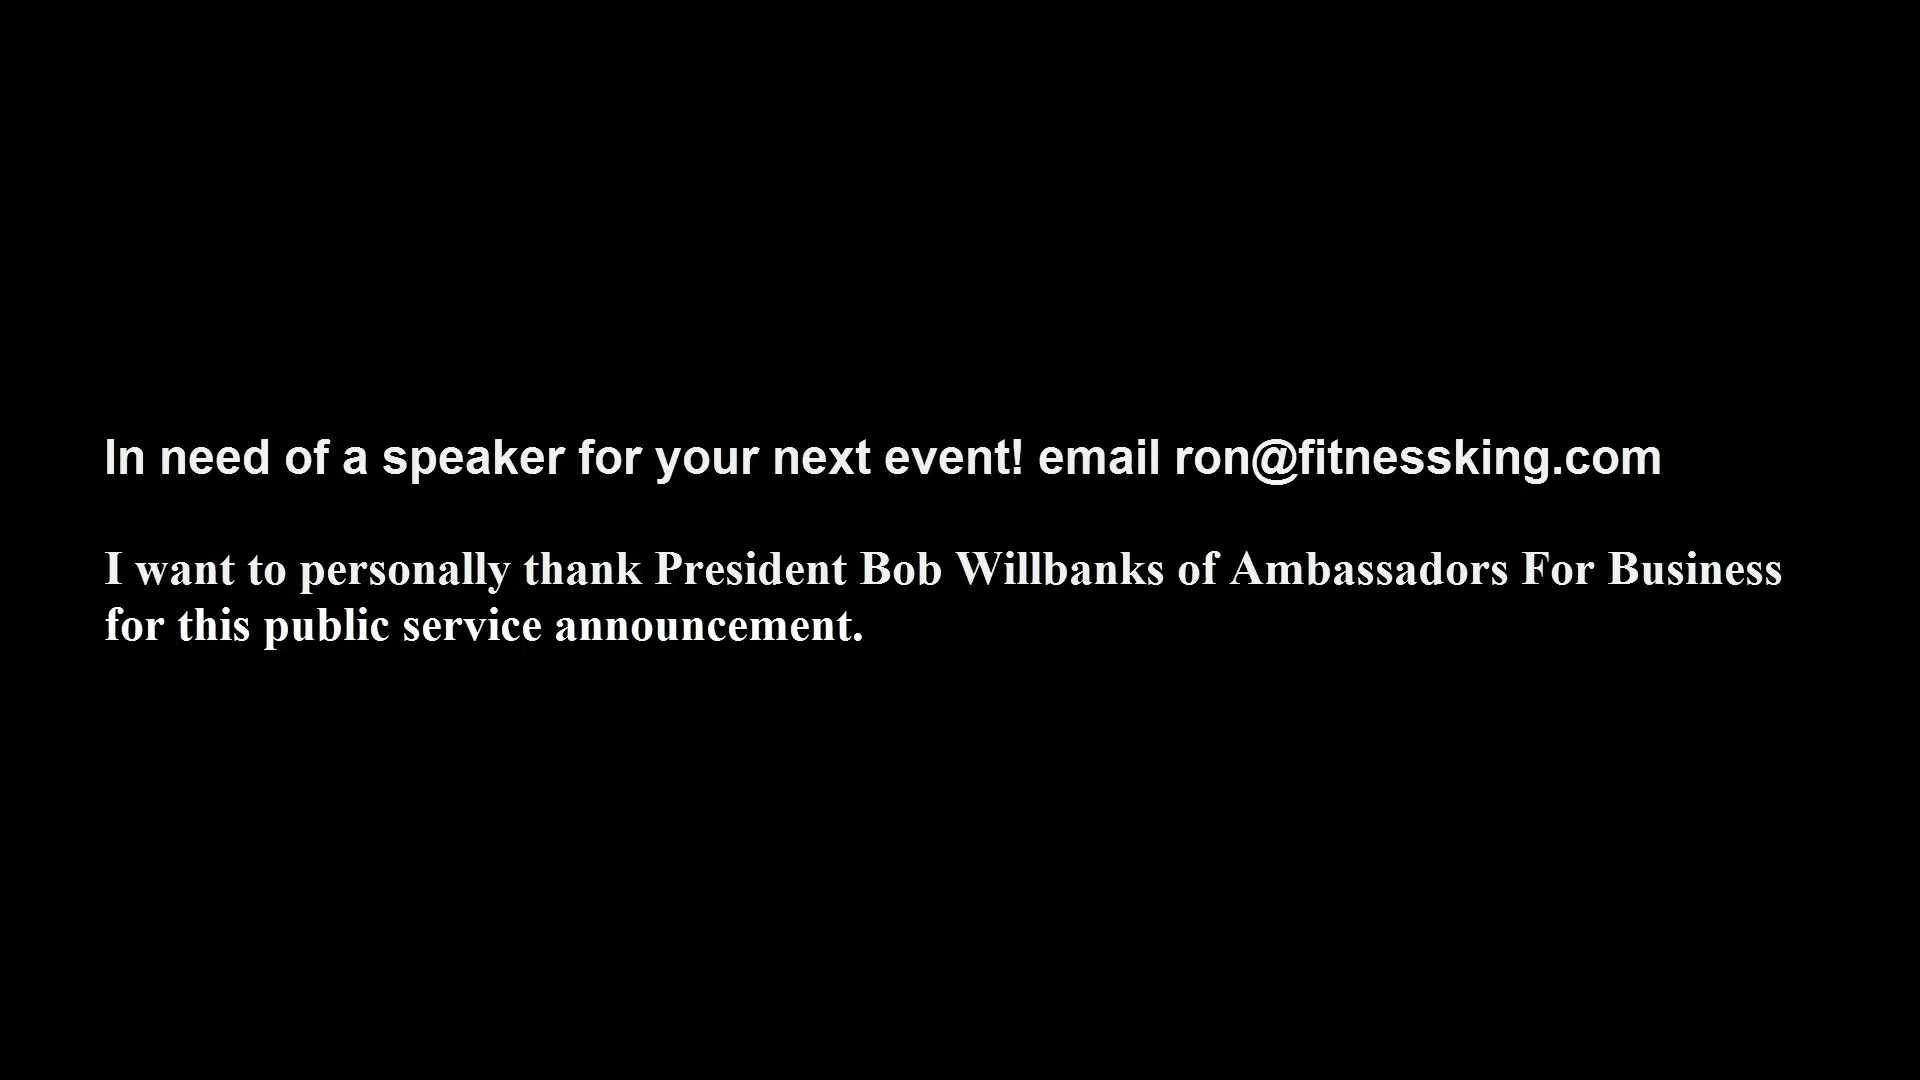 In need of a speaker for your next event! email ron@fitnessking.com
I want to personally thank President Bob Willbanks of Ambassadors For Business
for this public service announcement.